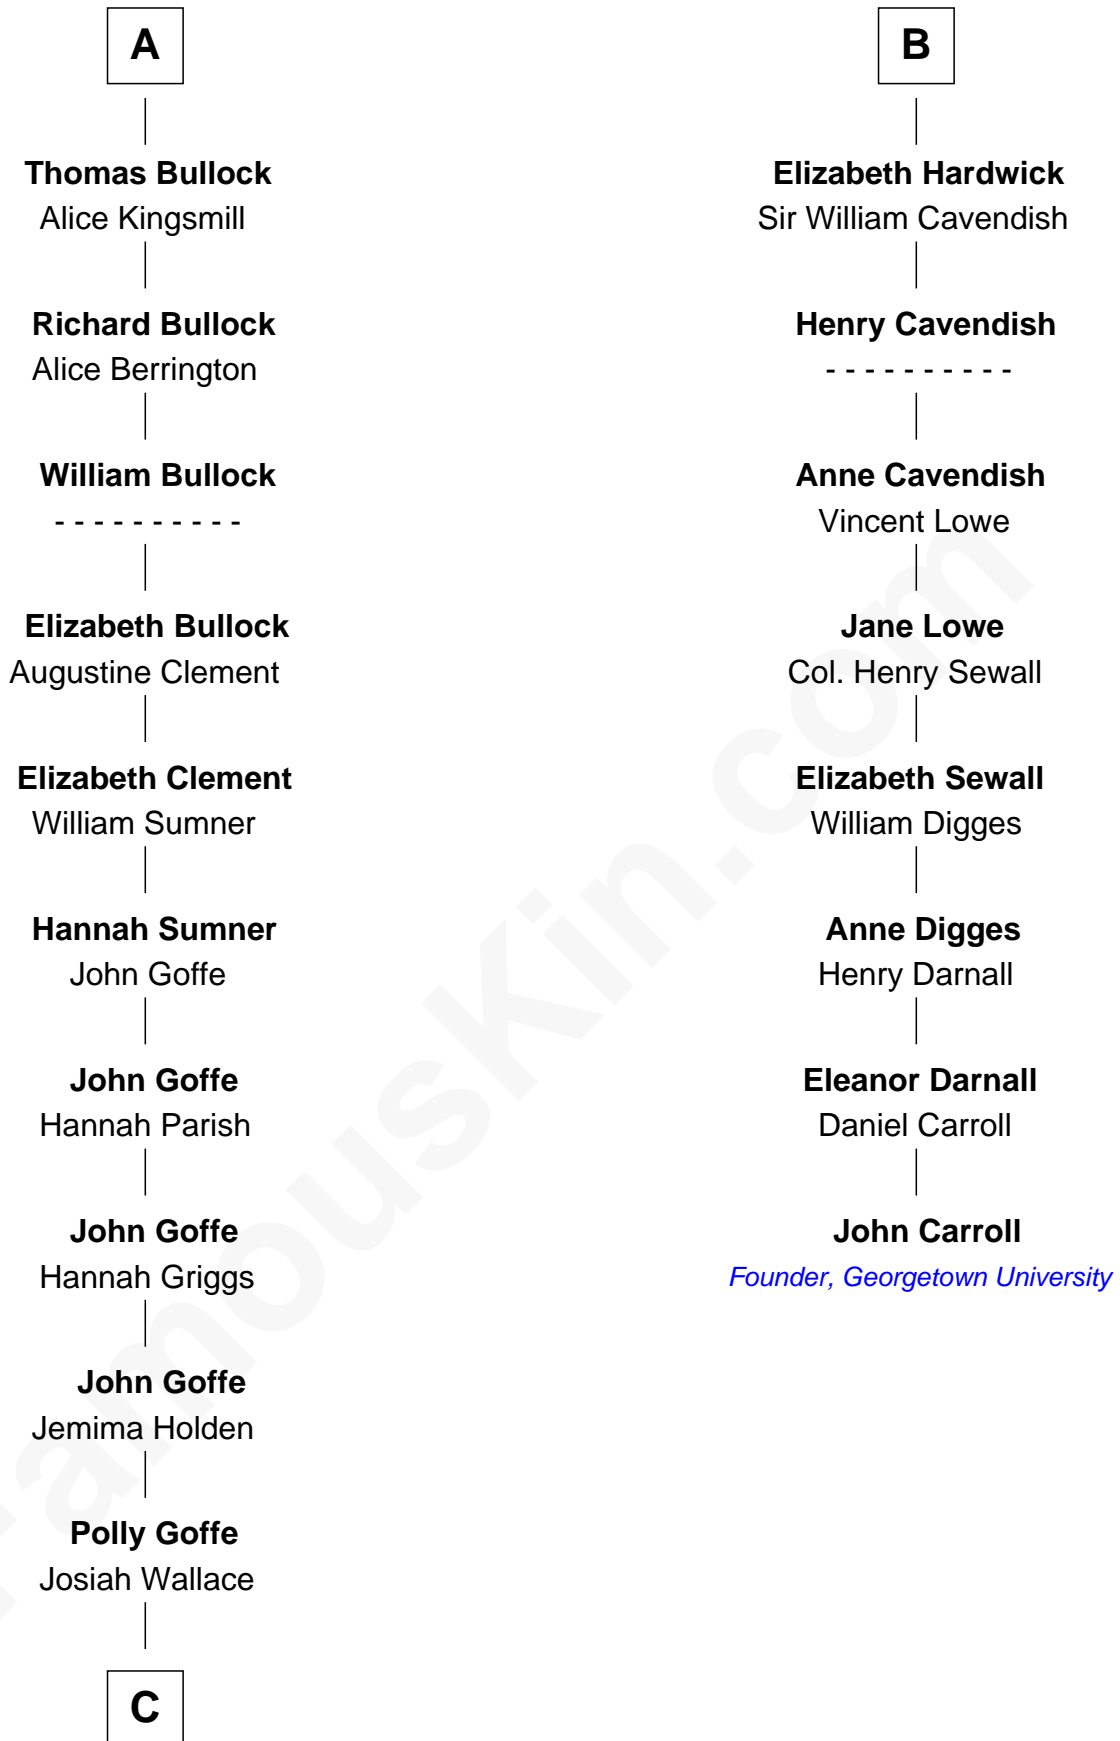 A
Thomas Bullock
Alice Kingsmill
Richard Bullock
Alice Berrington
William Bullock
- - - - - - - - - -
Elizabeth Bullock
Augustine Clement
Elizabeth Clement
William Sumner
Hannah Sumner
John Goffe
John Goffe
Hannah Parish
John Goffe
Hannah Griggs
John Goffe
Jemima Holden
Polly Goffe
Josiah Wallace
C
B
Elizabeth Hardwick
Sir William Cavendish
Henry Cavendish
- - - - - - - - - -
Anne Cavendish
Vincent Lowe
Jane Lowe
Col. Henry Sewall
Elizabeth Sewall
William Digges
Anne Digges
Henry Darnall
Eleanor Darnall
Daniel Carroll
John Carroll
Founder, Georgetown University
FamousKin.com